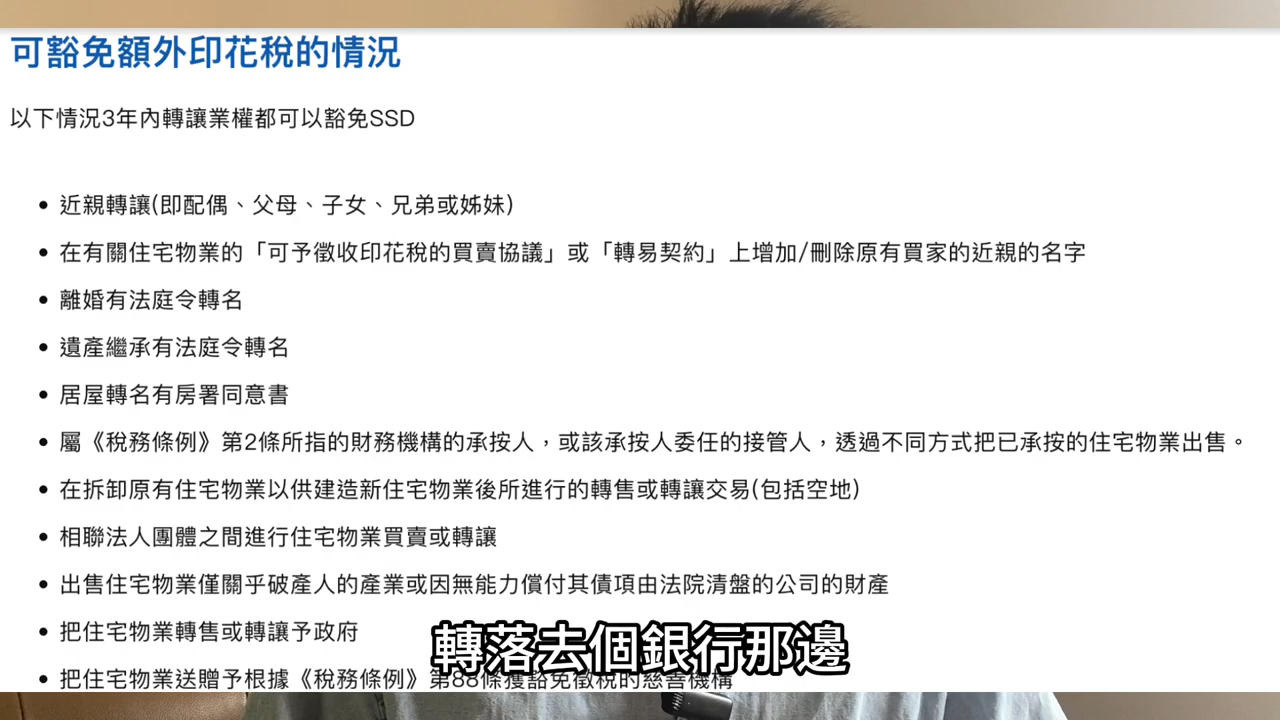 可豁免額外印花稅的情況
以下情況3年內轉讓業權都可以豁免SSD
• 近親轉讓(即配偶、父母、子女、兄弟或姊妹)
• 在有關住宅物業的「可予徵收印花稅的買賣協議」或「轉易契約」上增加/刪除原有買家的近親的名字
• 離婚有法庭令轉名
• 遺產繼承有法庭令轉名
• 居屋轉名有房署同意書
• 屬《稅務條例》第2條所指的財務機構的承按人，或該承按人委任的接管人，透過不同方式把已承按的住宅物業出售。
• 在拆卸原有住宅物業以供建造新住宅物業後所進行的轉售或轉讓交易(包括空地)
• 相聯法人團體之間進行住宅物業買賣或轉讓
• 出售住宅物業僅關乎破產人的產業或因無能力償付其債項由法院清盤的公司的財產
• 把住宅物業轉售或轉讓予政府
轉落去個銀行那邊
• 把住宅物業送贈予根據《稅務條例》第88條獲豁免徵稅的慈善機構